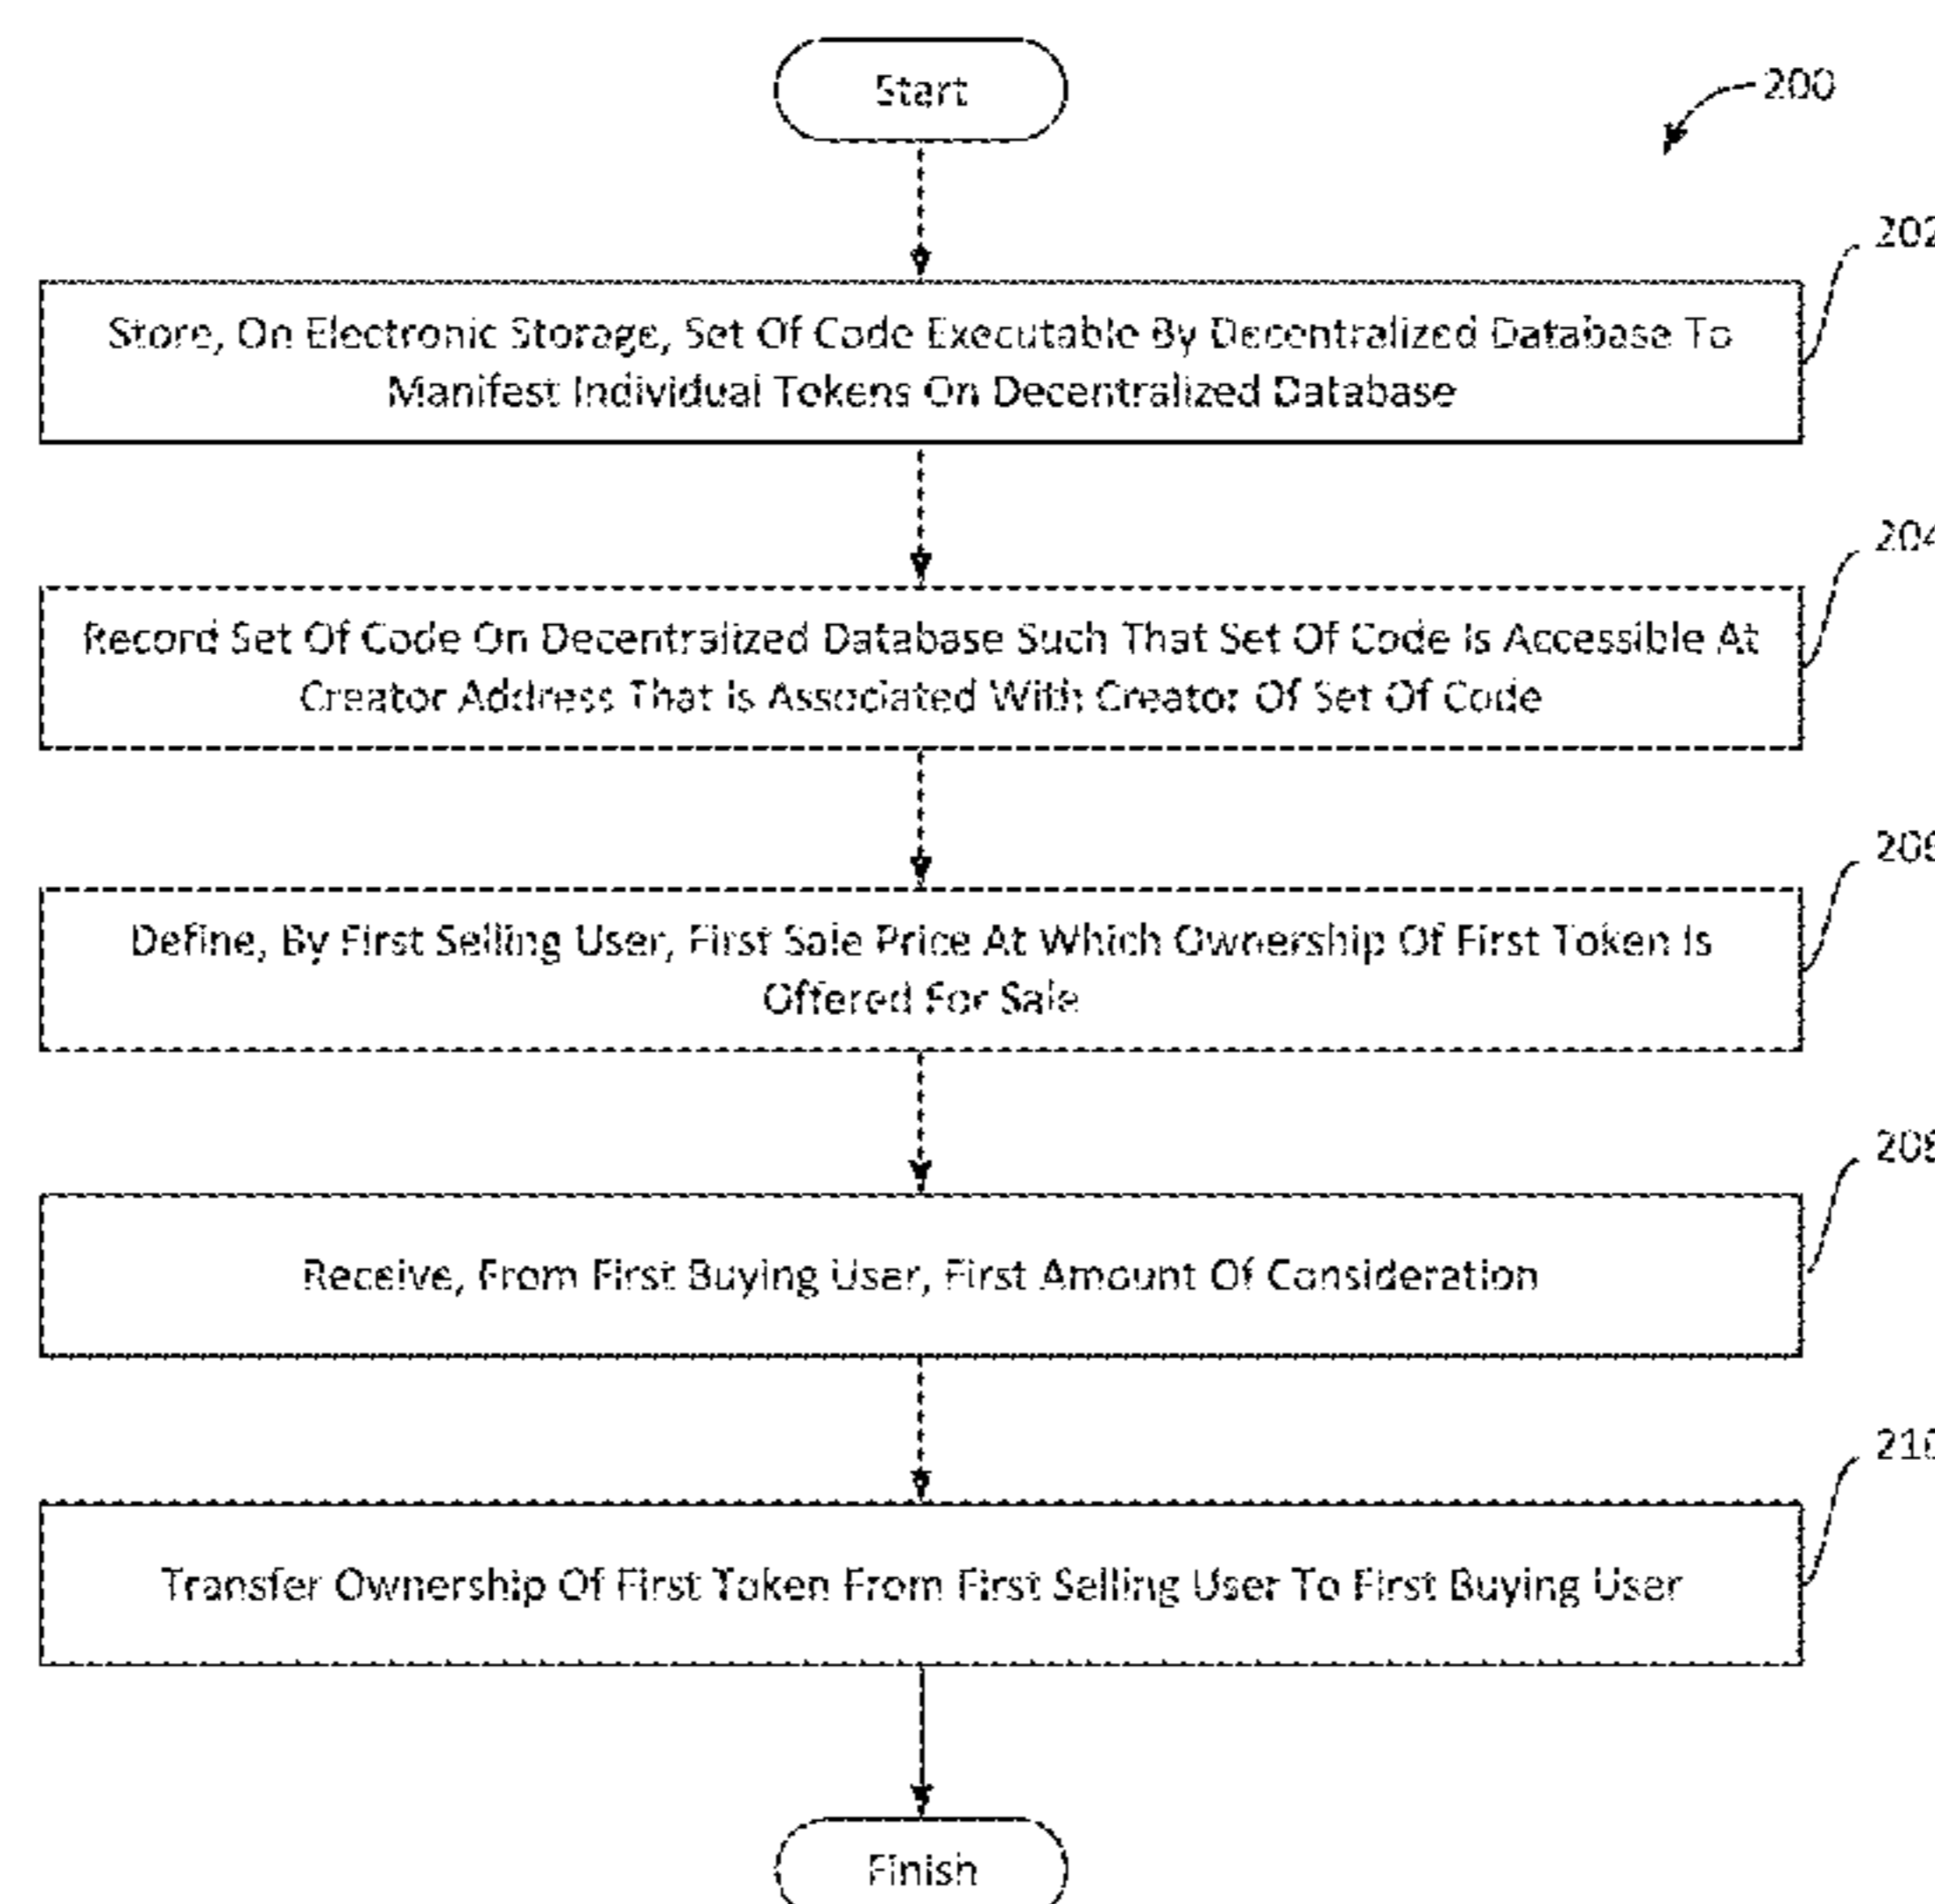 Start
200
202
Store, On Electronic Storage, Set Of Code Executable By Decentralized Database To
Manifest Individual Tokens On Decentralized Database
204
Record Set Of Code On Decentralized Database Such That Set Of Code Is Accessible At
Creator Address That Is Associated With Creator Of Set Of Code
206
Define, By First Selling User, First Sale Price At Which Ownership Of First Token Is
Offered For Sale
208
Receive, From First Buying User, First Amount Of Consideration
210
Transfer Ownership Of First Token From First Selling User To First Buying User
Finish